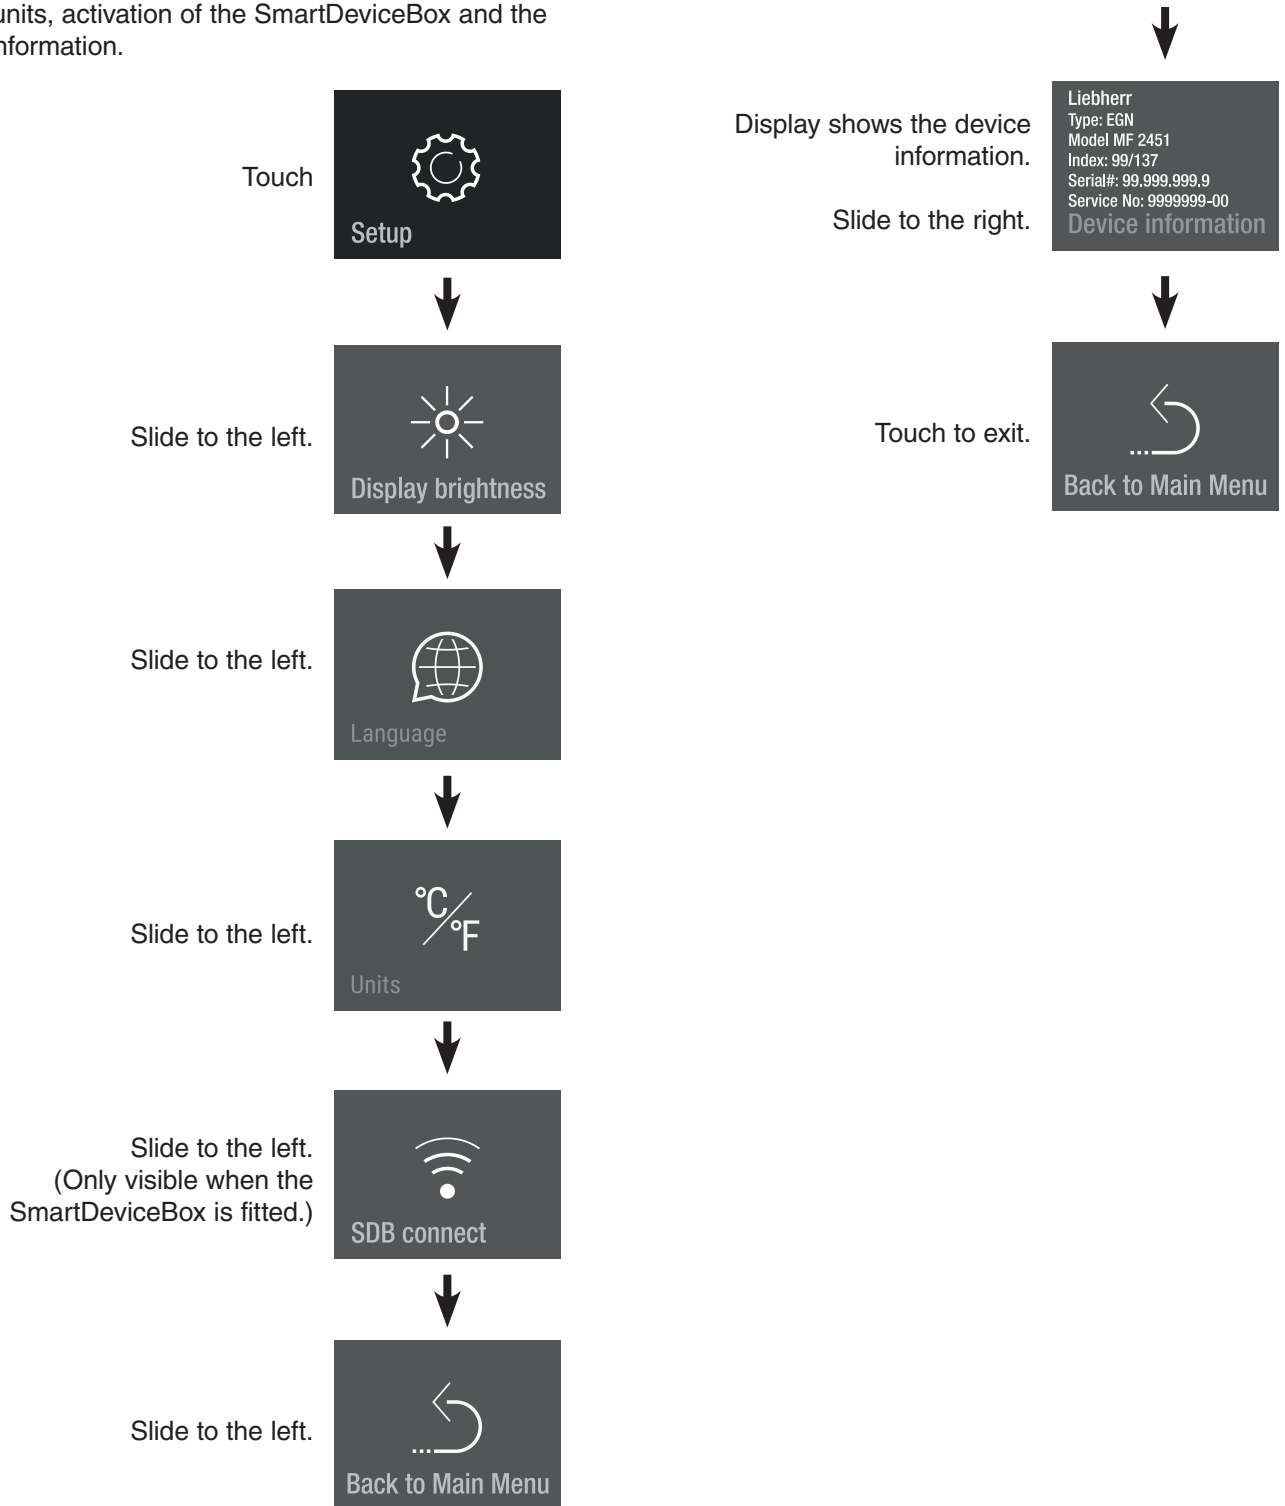 units, activation of the SmartDeviceBox and the
nformation.
Touch
Setup
Slide to the left.
Display brightness
Slide to the left.
Language
Slide to the left.
°C/°F
Units
Slide to the left.
(Only visible when the
SmartDeviceBox is fitted.)
SDB connect
Slide to the left.
Back to Main Menu
Display shows the device
information.
Slide to the right.
Liebherr
Type: EGN
Model MF 2451
Index: 99/137
Serial#: 99.999.999.9
Service No: 9999999-00
Device information
Touch to exit.
Back to Main Menu